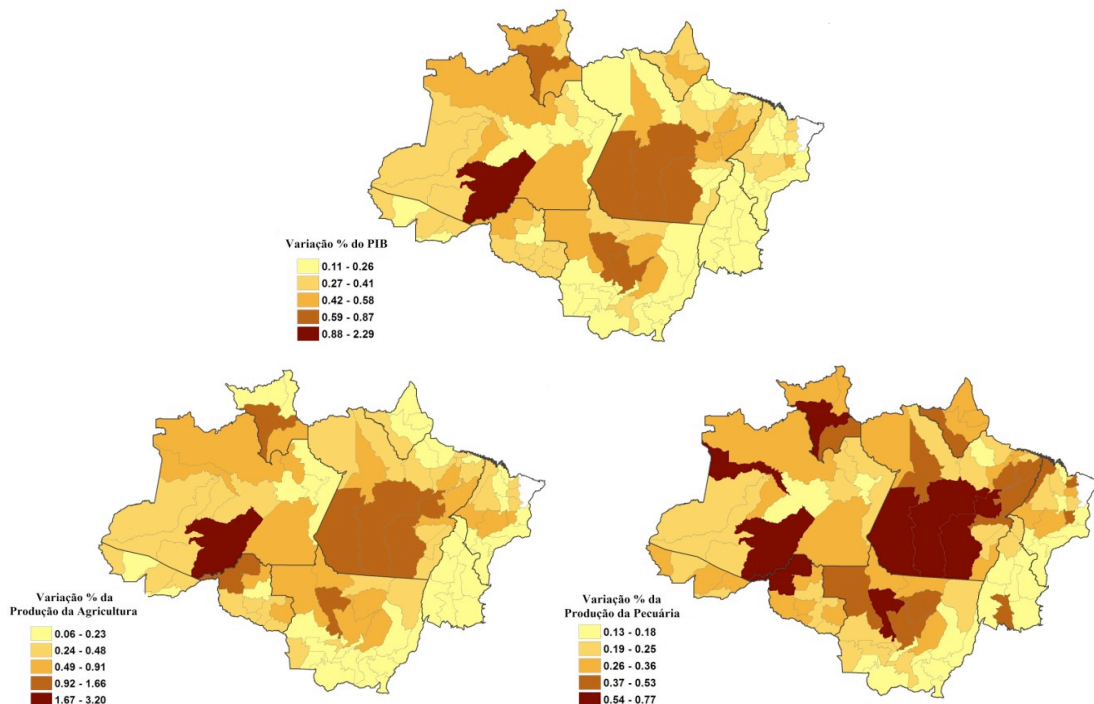 Variação % do PIB
0.11 - 0.26
0.27 - 0.41
0.42 - 0.58
0.59 - 0.87
0.88 - 2.29
Variação % da
Produção da Agricultura
0.06 - 0.23
0.24 - 0.48
0.49 - 0.91
0.92 - 1.66
1.67 - 3.20
Variação % da
Produção da Pecuária
0.13 - 0.18
0.19 - 0.25
0.26 - 0.36
0.37 - 0.53
0.54 - 0.77